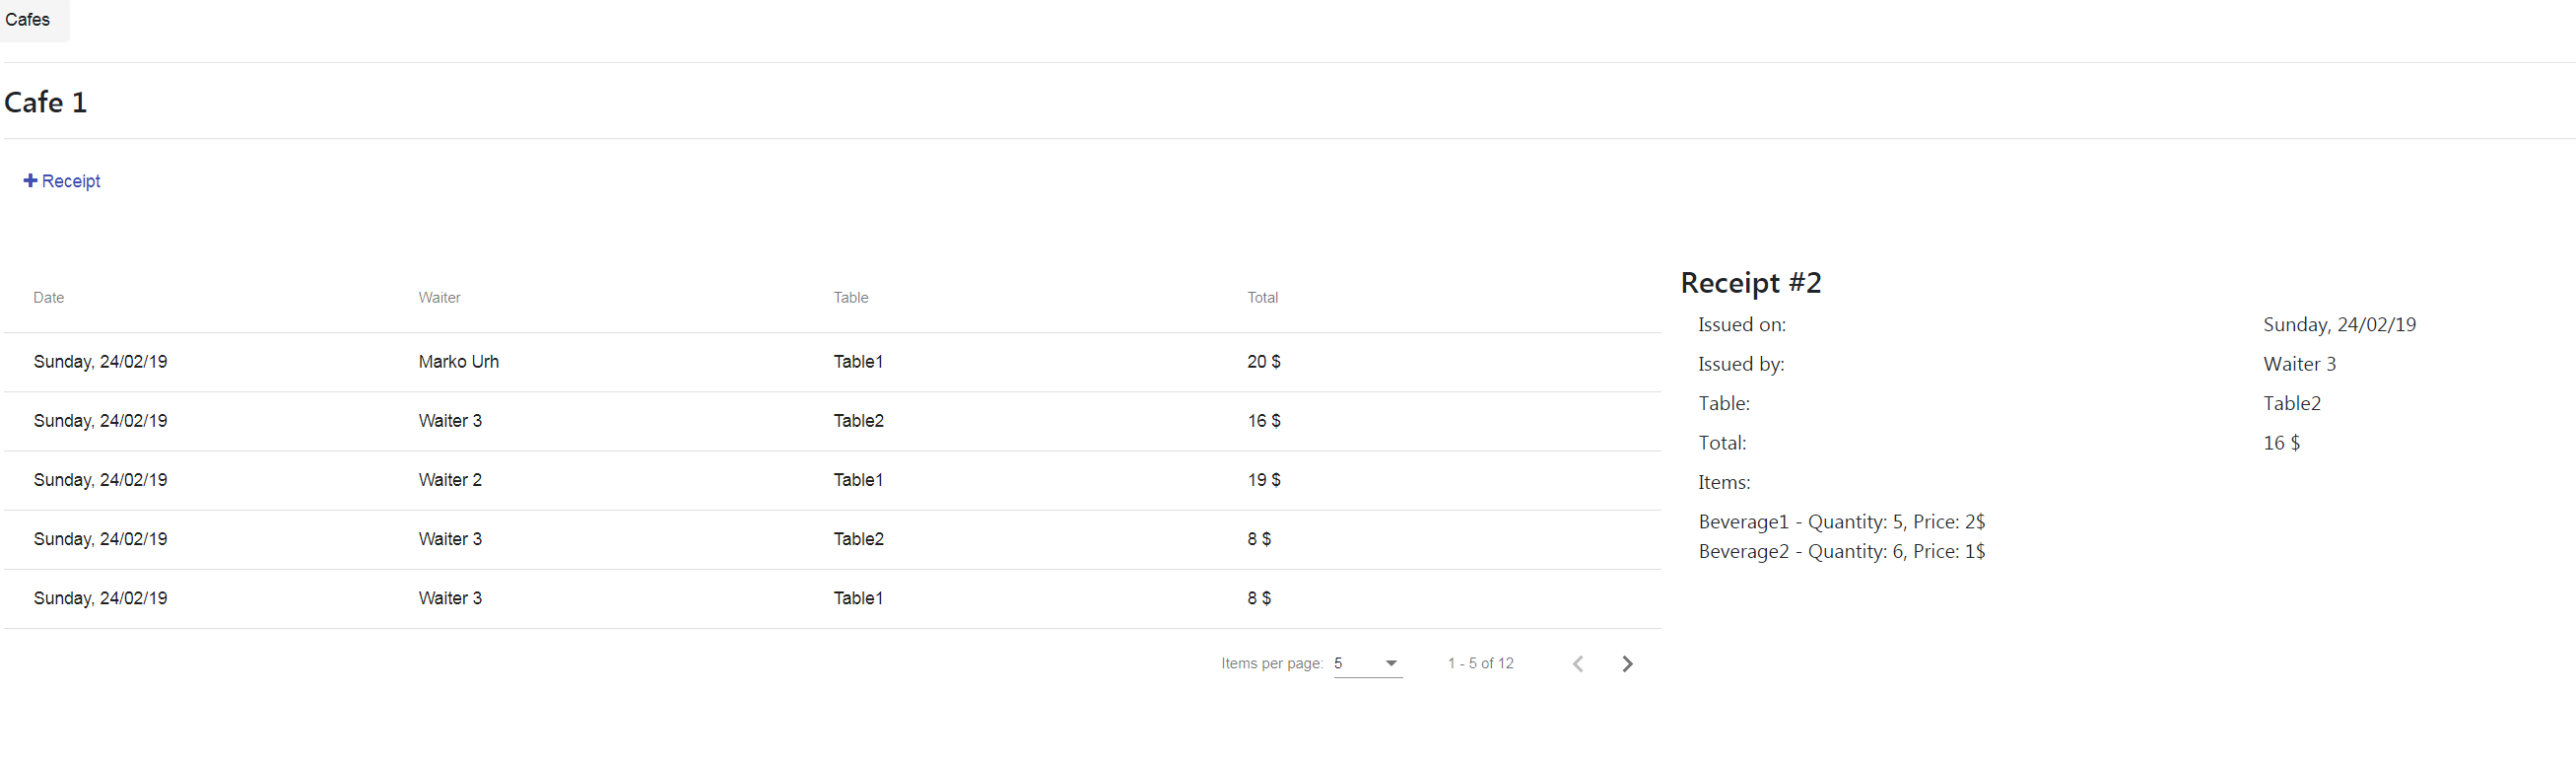 Cafes
Cafe 1
Receipt
Date Waiter Table Total
Sunday, 24/02/19 Marko Urh Table1 20 $
Sunday, 24/02/19 Waiter 3 Table2 16 $
Sunday, 24/02/19 Waiter 2 Table1 19 $
Sunday, 24/02/19 Waiter 3 Table2 8 $
Sunday, 24/02/19 Waiter 3 Table1 8 $
Items per page: 5 1 - 5 of 12
Receipt #2
Issued on: Sunday, 24/02/19
Issued by: Waiter 3
Table: Table2
Total: 16 $
Items:
Beverage1 - Quantity: 5, Price: 2$
Beverage2 - Quantity: 6, Price: 1$